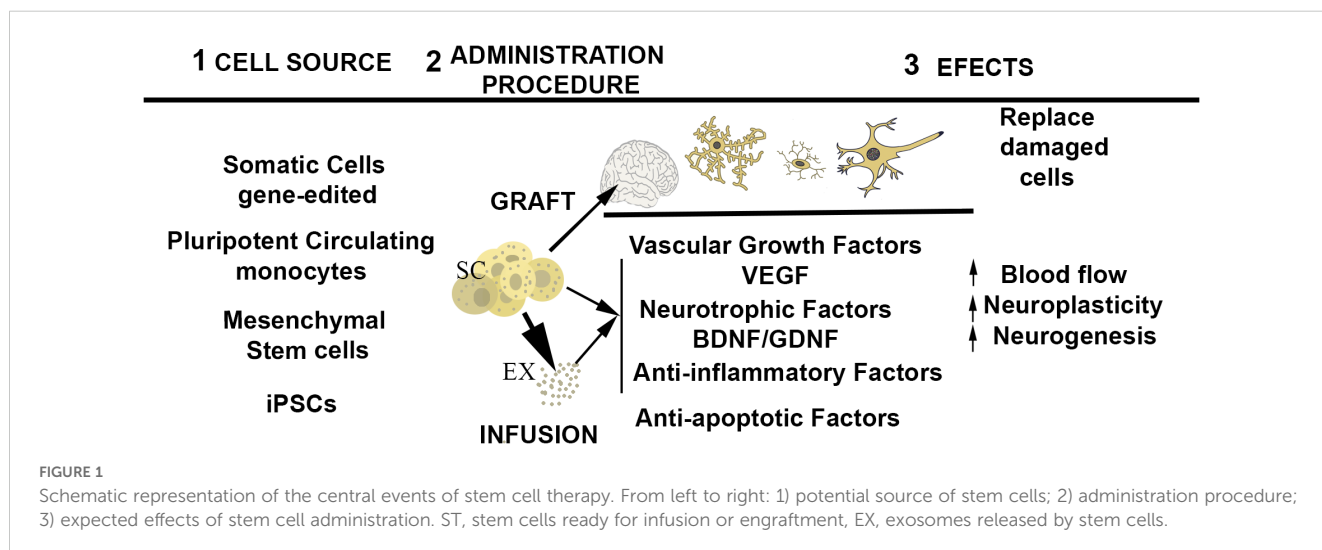 1 CELL SOURCE
2 ADMINISTRATION
PROCEDURE
3 EFECTS
Somatic Cells
gene-edited
Pluripotent Circulating
monocytes
Mesenchymal
Stem cells
iPSCs
GRAFT
SC
EX
INFUSION
Replace
damaged
cells
Vascular Growth Factors
VEGF
Neurotrophic Factors
BDNF/GDNF
Anti-inflammatory Factors
Anti-apoptotic Factors
Blood flow
Neuroplasticity
Neurogenesis
FIGURE 1
Schematic representation of the central events of stem cell therapy. From left to right: 1) potential source of stem cells; 2) administration procedure;
3) expected effects of stem cell administration. ST, stem cells ready for infusion or engraftment, EX, exosomes released by stem cells.